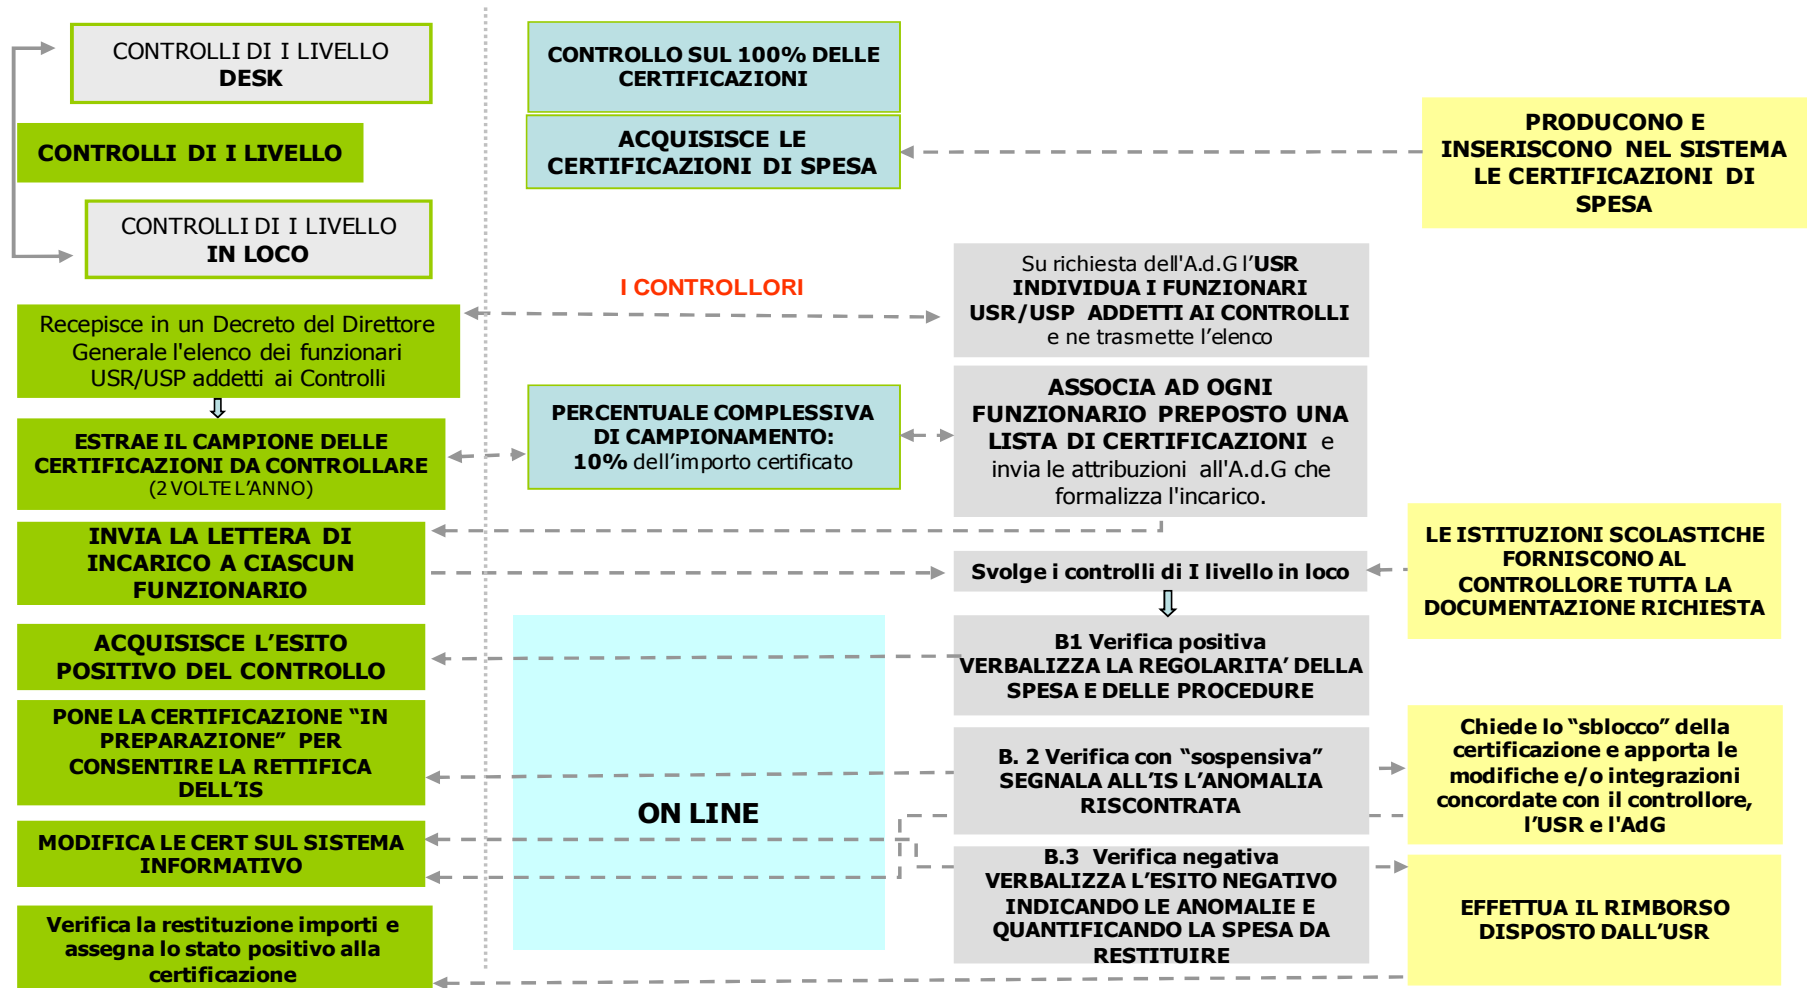 CONTROLLI DI I LIVELLO
DESK
CONTROLLI DI I LIVELLO
CONTROLLI DI I LIVELLO
IN LOCO
CONTROLLO SUL 100% DELLE
CERTIFICAZIONI
ACQUISISCE LE
CERTIFICAZIONI DI SPESA
PRODUCONO E
INSERISCONO NEL SISTEMA
LE CERTIFICAZIONI DI
SPESA
I CONTROLLORI
Su richiesta dell'A.d.G l’USR
INDIVIDUA I FUNZIONARI
USR/USP ADDETTI AI CONTROLLI
e ne trasmette l’elenco
Recepisce in un Decreto del Direttore
Generale l'elenco dei funzionari
USR/USP addetti ai Controlli
ESTRAE IL CAMPIONE DELLE
CERTIFICAZIONI DA CONTROLLARE
(2 VOLTE L’ANNO)
PERCENTUALE COMPLESSIVA
DI CAMPIONAMENTO:
10% dell’importo certificato
ASSOCIA AD OGNI
FUNZIONARIO PREPOSTO UNA
LISTA DI CERTIFICAZIONI e
invia le attribuzioni all'A.d.G che
formalizza l'incarico.
INVIA LA LETTERA DI
INCARICO A CIASCUN
FUNZIONARIO
Svolge i controlli di I livello in loco
LE ISTITUZIONI SCOLASTICHE
FORNISCONO AL
CONTROLLORE TUTTA LA
DOCUMENTAZIONE RICHIESTA
ACQUISISCE L’ESITO
POSITIVO DEL CONTROLLO
B1 Verifica positiva
VERBALIZZA LA REGOLARITA’ DELLA
SPESA E DELLE PROCEDURE
PONE LA CERTIFICAZIONE “IN
PREPARAZIONE” PER
CONSENTIRE LA RETTIFICA
DELL’IS
ON LINE
B. 2 Verifica con “sospensiva”
SEGNALA ALL’IS L’ANOMALIA
RISCONTRATA
Chiede lo “sblocco” della
certificazione e apporta le
modifiche e/o integrazioni
concordate con il controllore,
l’USR e l'AdG
MODIFICA LE CERT SUL SISTEMA
INFORMATIVO
B.3 Verifica negativa
VERBALIZZA L’ESITO NEGATIVO
INDICANDO LE ANOMALIE E
QUANTIFICANDO LA SPESA DA
RESTITUIRE
EFFETTUA IL RIMBORSO
DISPOSTO DALL’USR
Verifica la restituzione importi e
assegna lo stato positivo alla
certificazione